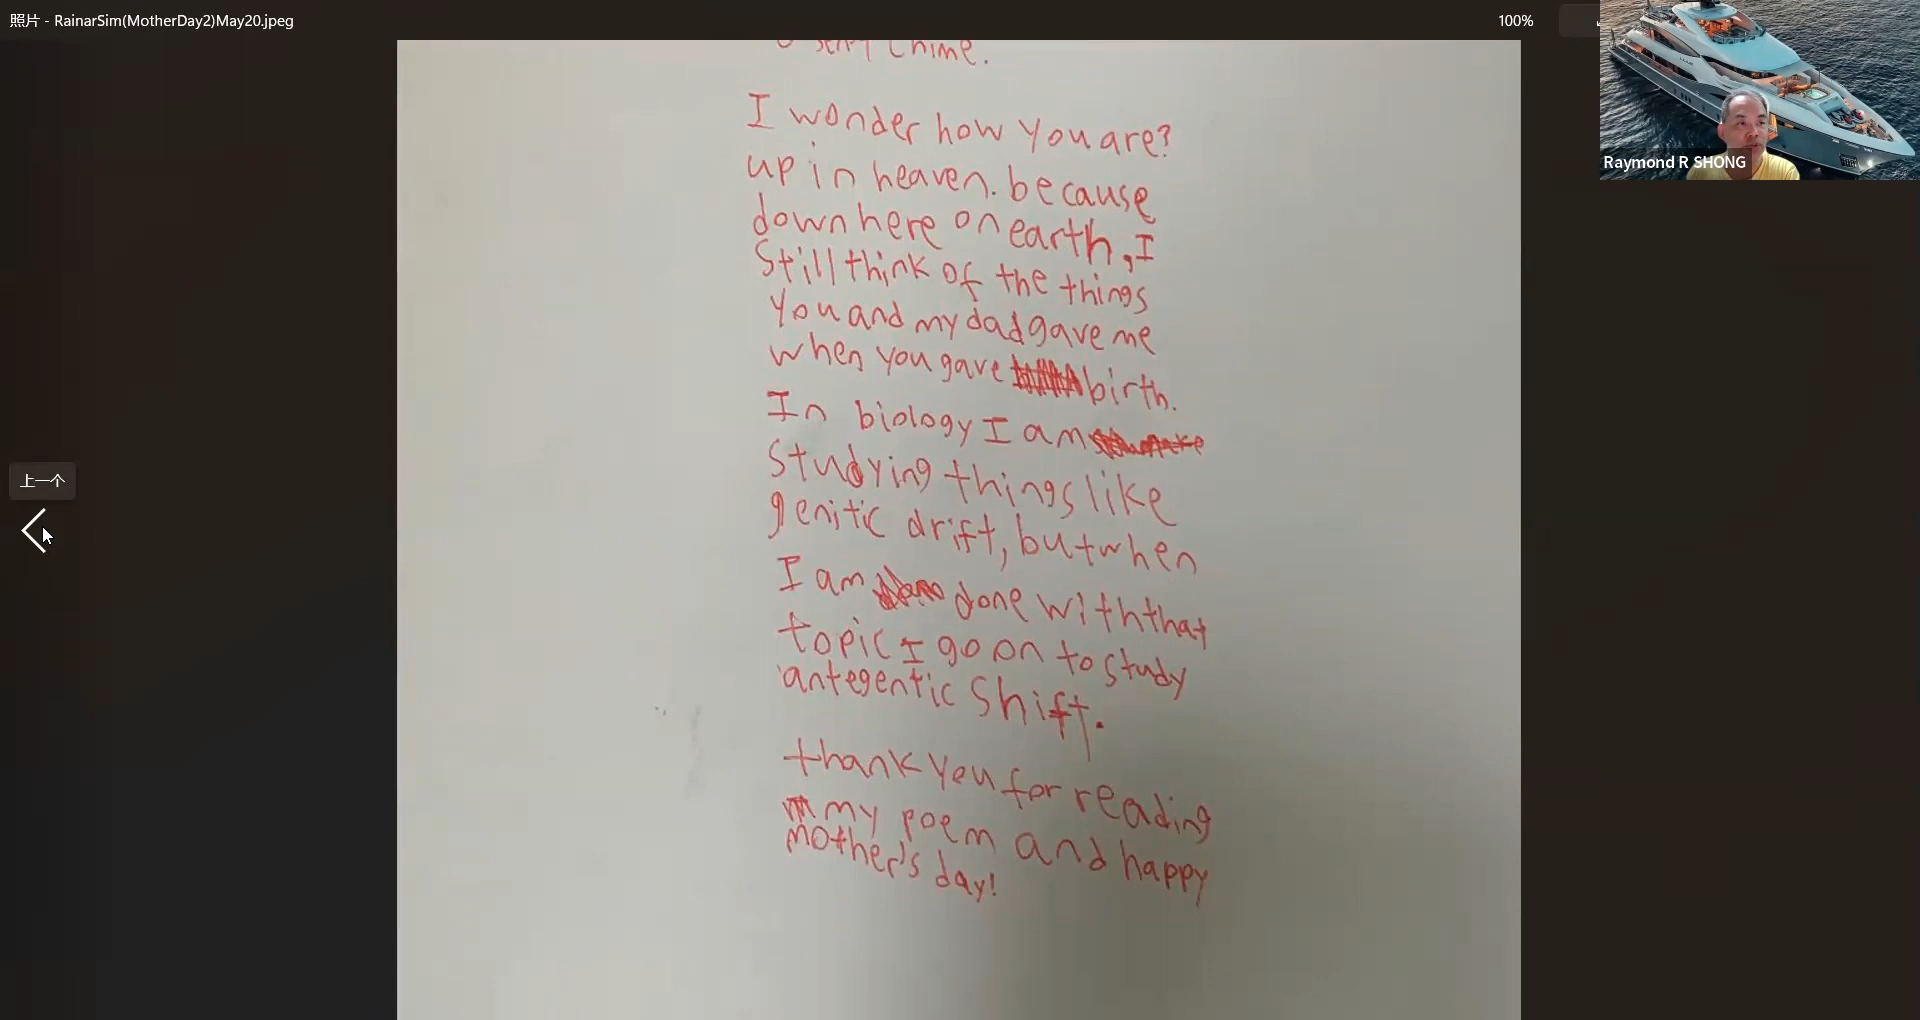 照片 - RainarSim(MotherDay2)May20.jpeg
100%
Raymond R SHONG
上一个
chime.
I wonder how you are?
up in heaven. because
down here on earth, I
Still think of the things
You and my dad gave me
when you gave birth.
In biology I am
Studying things like
genitic drift, but when
I am done with that
topic I go on to study
antegentic Shift.
thank you for reading
my poem and happy
mother's day!